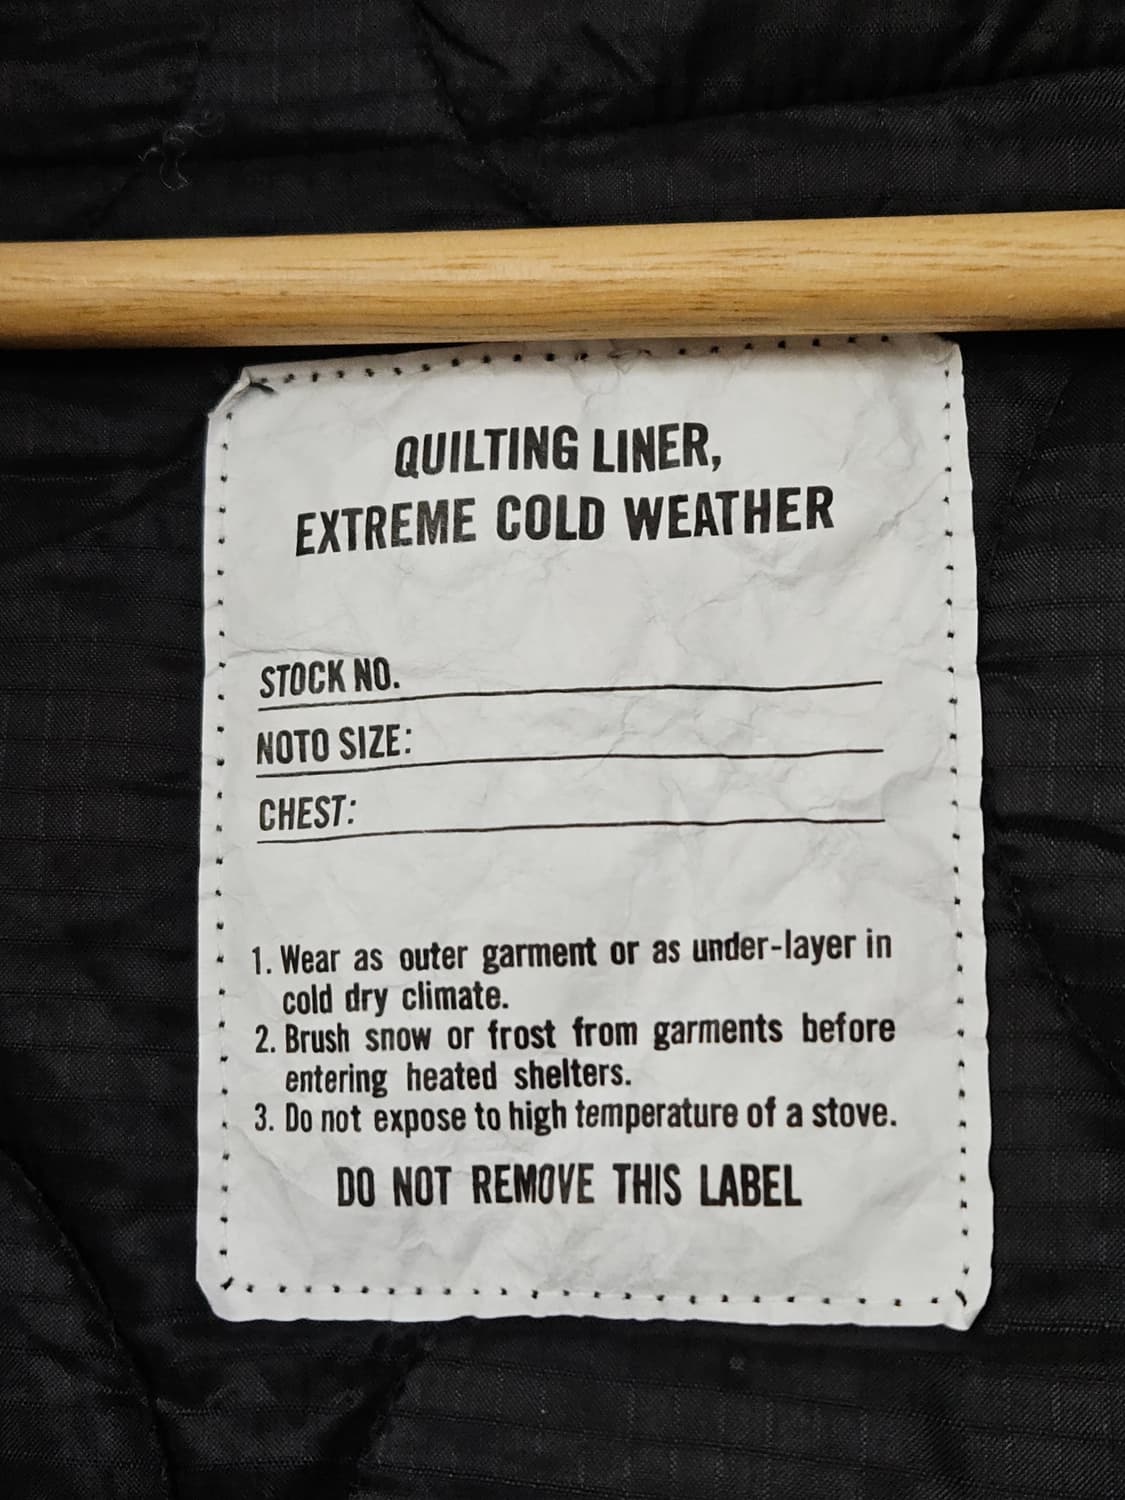 QUILTING LINER,
EXTREME COLD WEATHER
STOCK NO.
NOTO SIZE:
CHEST:
1. Wear as outer garment or as under-layer in
cold dry climate.
2. Brush snow or frost from garments before
entering heated shelters.
3. Do not expose to high temperature of a stove.
DO NOT REMOVE THIS LABEL